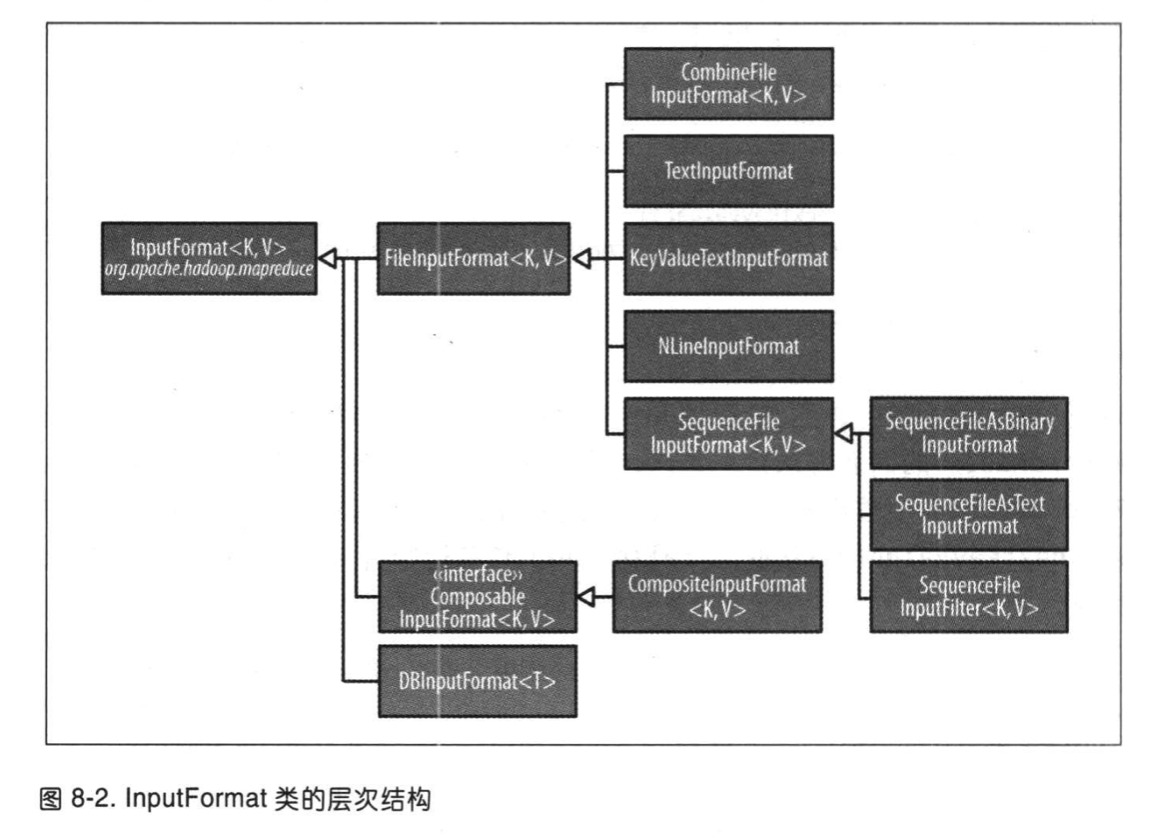 CombineFile
InputFormat<K, V>
TextInputFormat
InputFormat<K, V>
org.apache.hadoop.mapreduce
FileInputFormat<K, V>
KeyValueTextInputFormat
NLineInputFormat
SequenceFile
InputFormat<K, V>
SequenceFileAsBinary
InputFormat
SequenceFileAsText
InputFormat
«interface»
Composable
InputFormat<K, V>
CompositeInputFormat
<K, V>
SequenceFile
InputFilter<K, V>
DBInputFormat<T>
图 8-2. InputFormat 类的层次结构